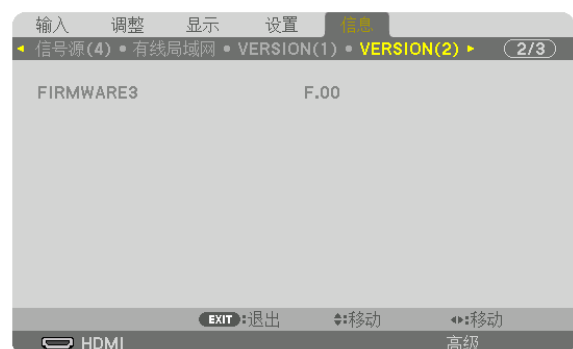 输入 调整 显示 设置 信息
◂ 信号源(4) • 有线局域网 • VERSION(1) • VERSION(2) ▸ 2/3
FIRMWARE3 F.00
EXIT:退出 ♦:移动 ◂▸:移动
HDMI 高级